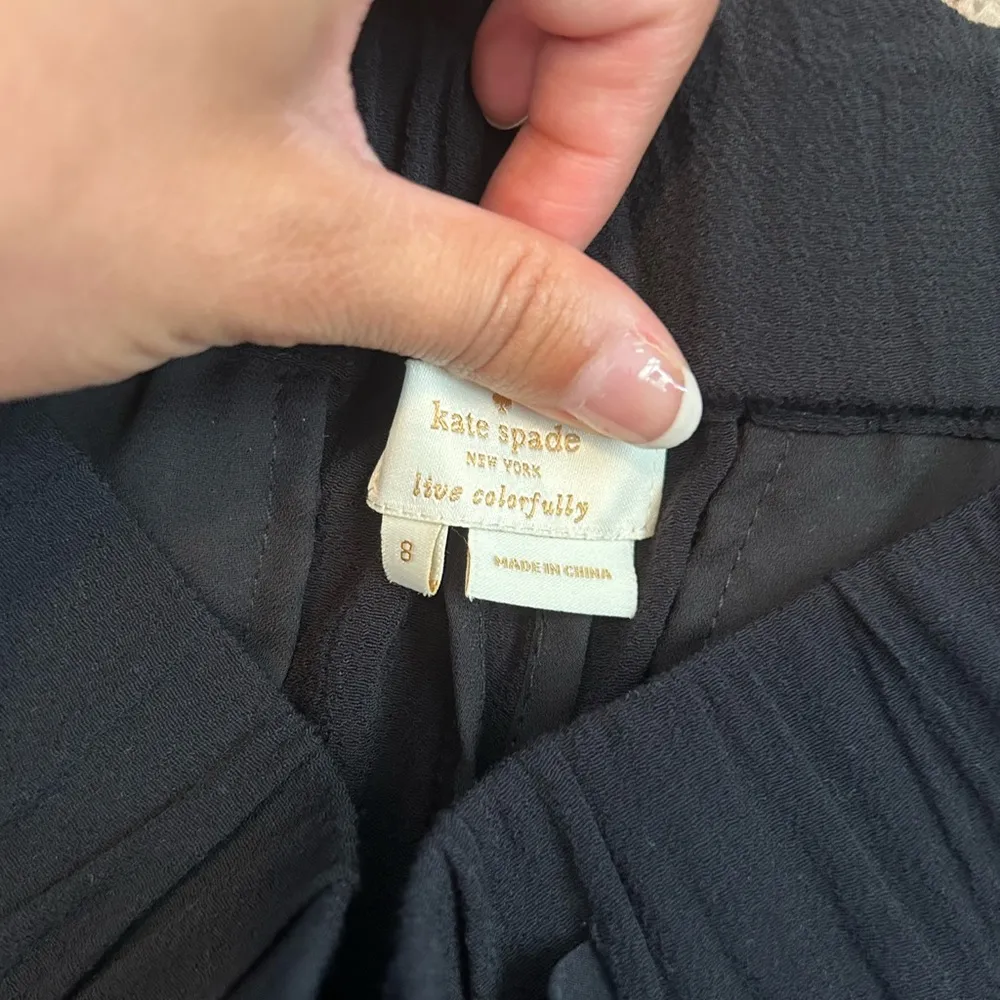 kate spade
NEW YORK
live colorfully
8
MADE IN CHINA